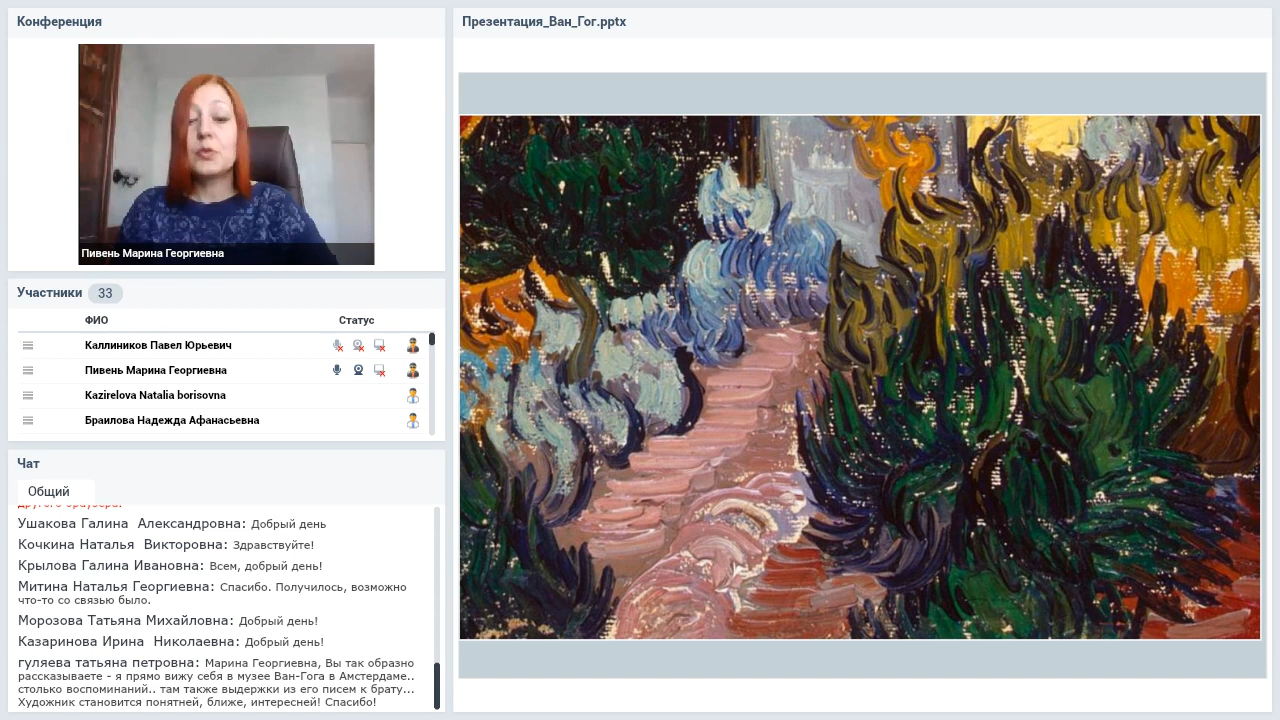 Конференция
Пивень Марина Георгиевна
Участники 33
ФИО Статус
Каллиников Павел Юрьевич
Пивень Марина Георгиевна
Kazirelova Natalia borisovna
Браилова Надежда Афанасьевна
Чат
Общий
другого браузера.
Ушакова Галина Александровна: Добрый день
Кочкина Наталья Викторовна: Здравствуйте!
Крылова Галина Ивановна: Всем, добрый день!
Митина Наталья Георгиевна: Спасибо. Получилось, возможно
что-то со связью было.
Морозова Татьяна Михайловна: Добрый день!
Казаринова Ирина Николаевна: Добрый день!
гуляева татьяна петровна: Марина Георгиевна, Вы так образно
рассказываете - я прямо вижу себя в музее Ван-Гога в Амстердаме..
столько воспоминаний.. там также выдержки из его писем к брату...
Художник становится понятней, ближе, интересней! Спасибо!
Презентация_Ван_Гог.pptx